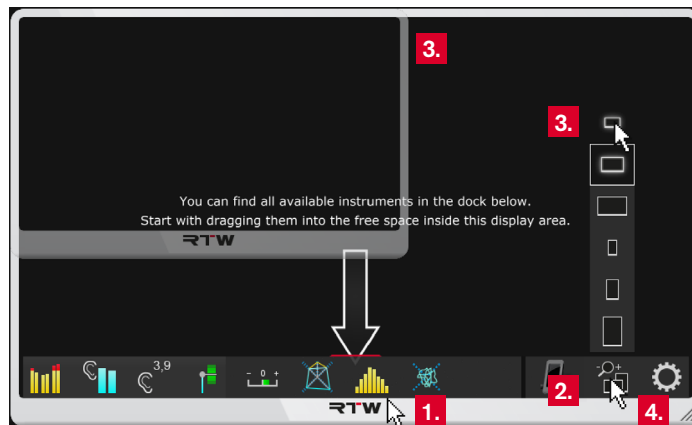 3.
3.
You can find all available instruments in the dock below.
Start with dragging them into the free space inside this display area.
RTW
3,9
- 0 +
- +
2.
RTW
1.
4.